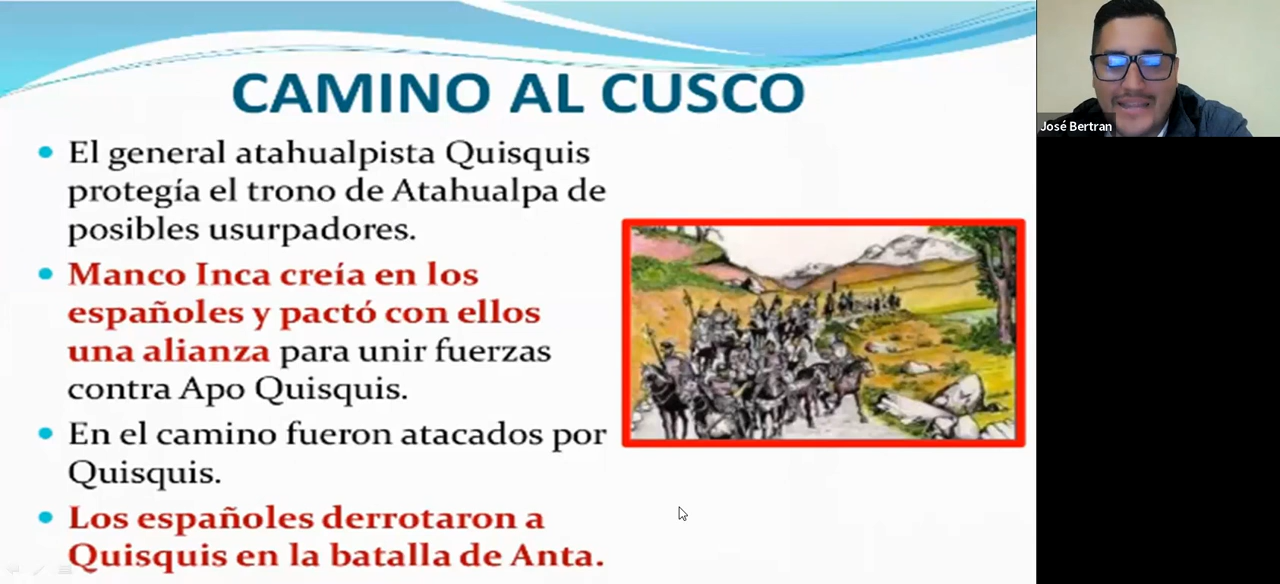 CAMINO AL CUSCO
El general atahualpista Quisquis
protegía el trono de Atahualpa de
posibles usurpadores.
Manco Inca creía en los
españoles y pactó con ellos
una alianza para unir fuerzas
contra Apo Quisquis.
En el camino fueron atacados por
Quisquis.
Los españoles derrotaron a
Quisquis en la batalla de Anta.
José Bertran